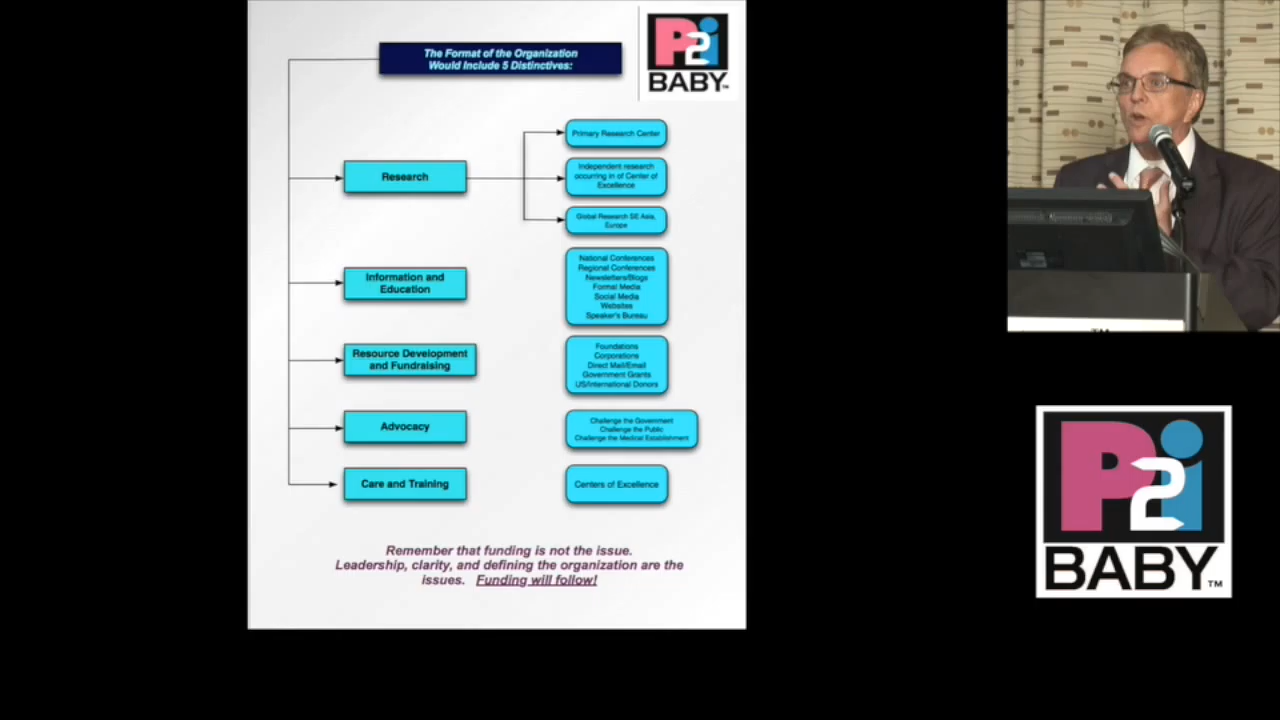 The Format of the Organization
Would Include 5 Distinctives:
P2i
BABY™
Primary Research Center
Research
Independent research
occurring in of Center of
Excellence
Global Research SE Asia,
Europe
Information and
Education
National Conferences
Regional Conferences
Newsletters/Blogs
Formal Media
Social Media
Websites
Speaker's Bureau
Resource Development
and Fundraising
Foundations
Corporations
Direct Mail/Email
Government Grants
US/International Donors
Advocacy
Challenge the Government
Challenge the Public
Challenge the Medical Establishment
Care and Training
Centers of Excellence
Remember that funding is not the issue.
Leadership, clarity, and defining the organization are the
issues. Funding will follow!
TM
P2i
BABY™